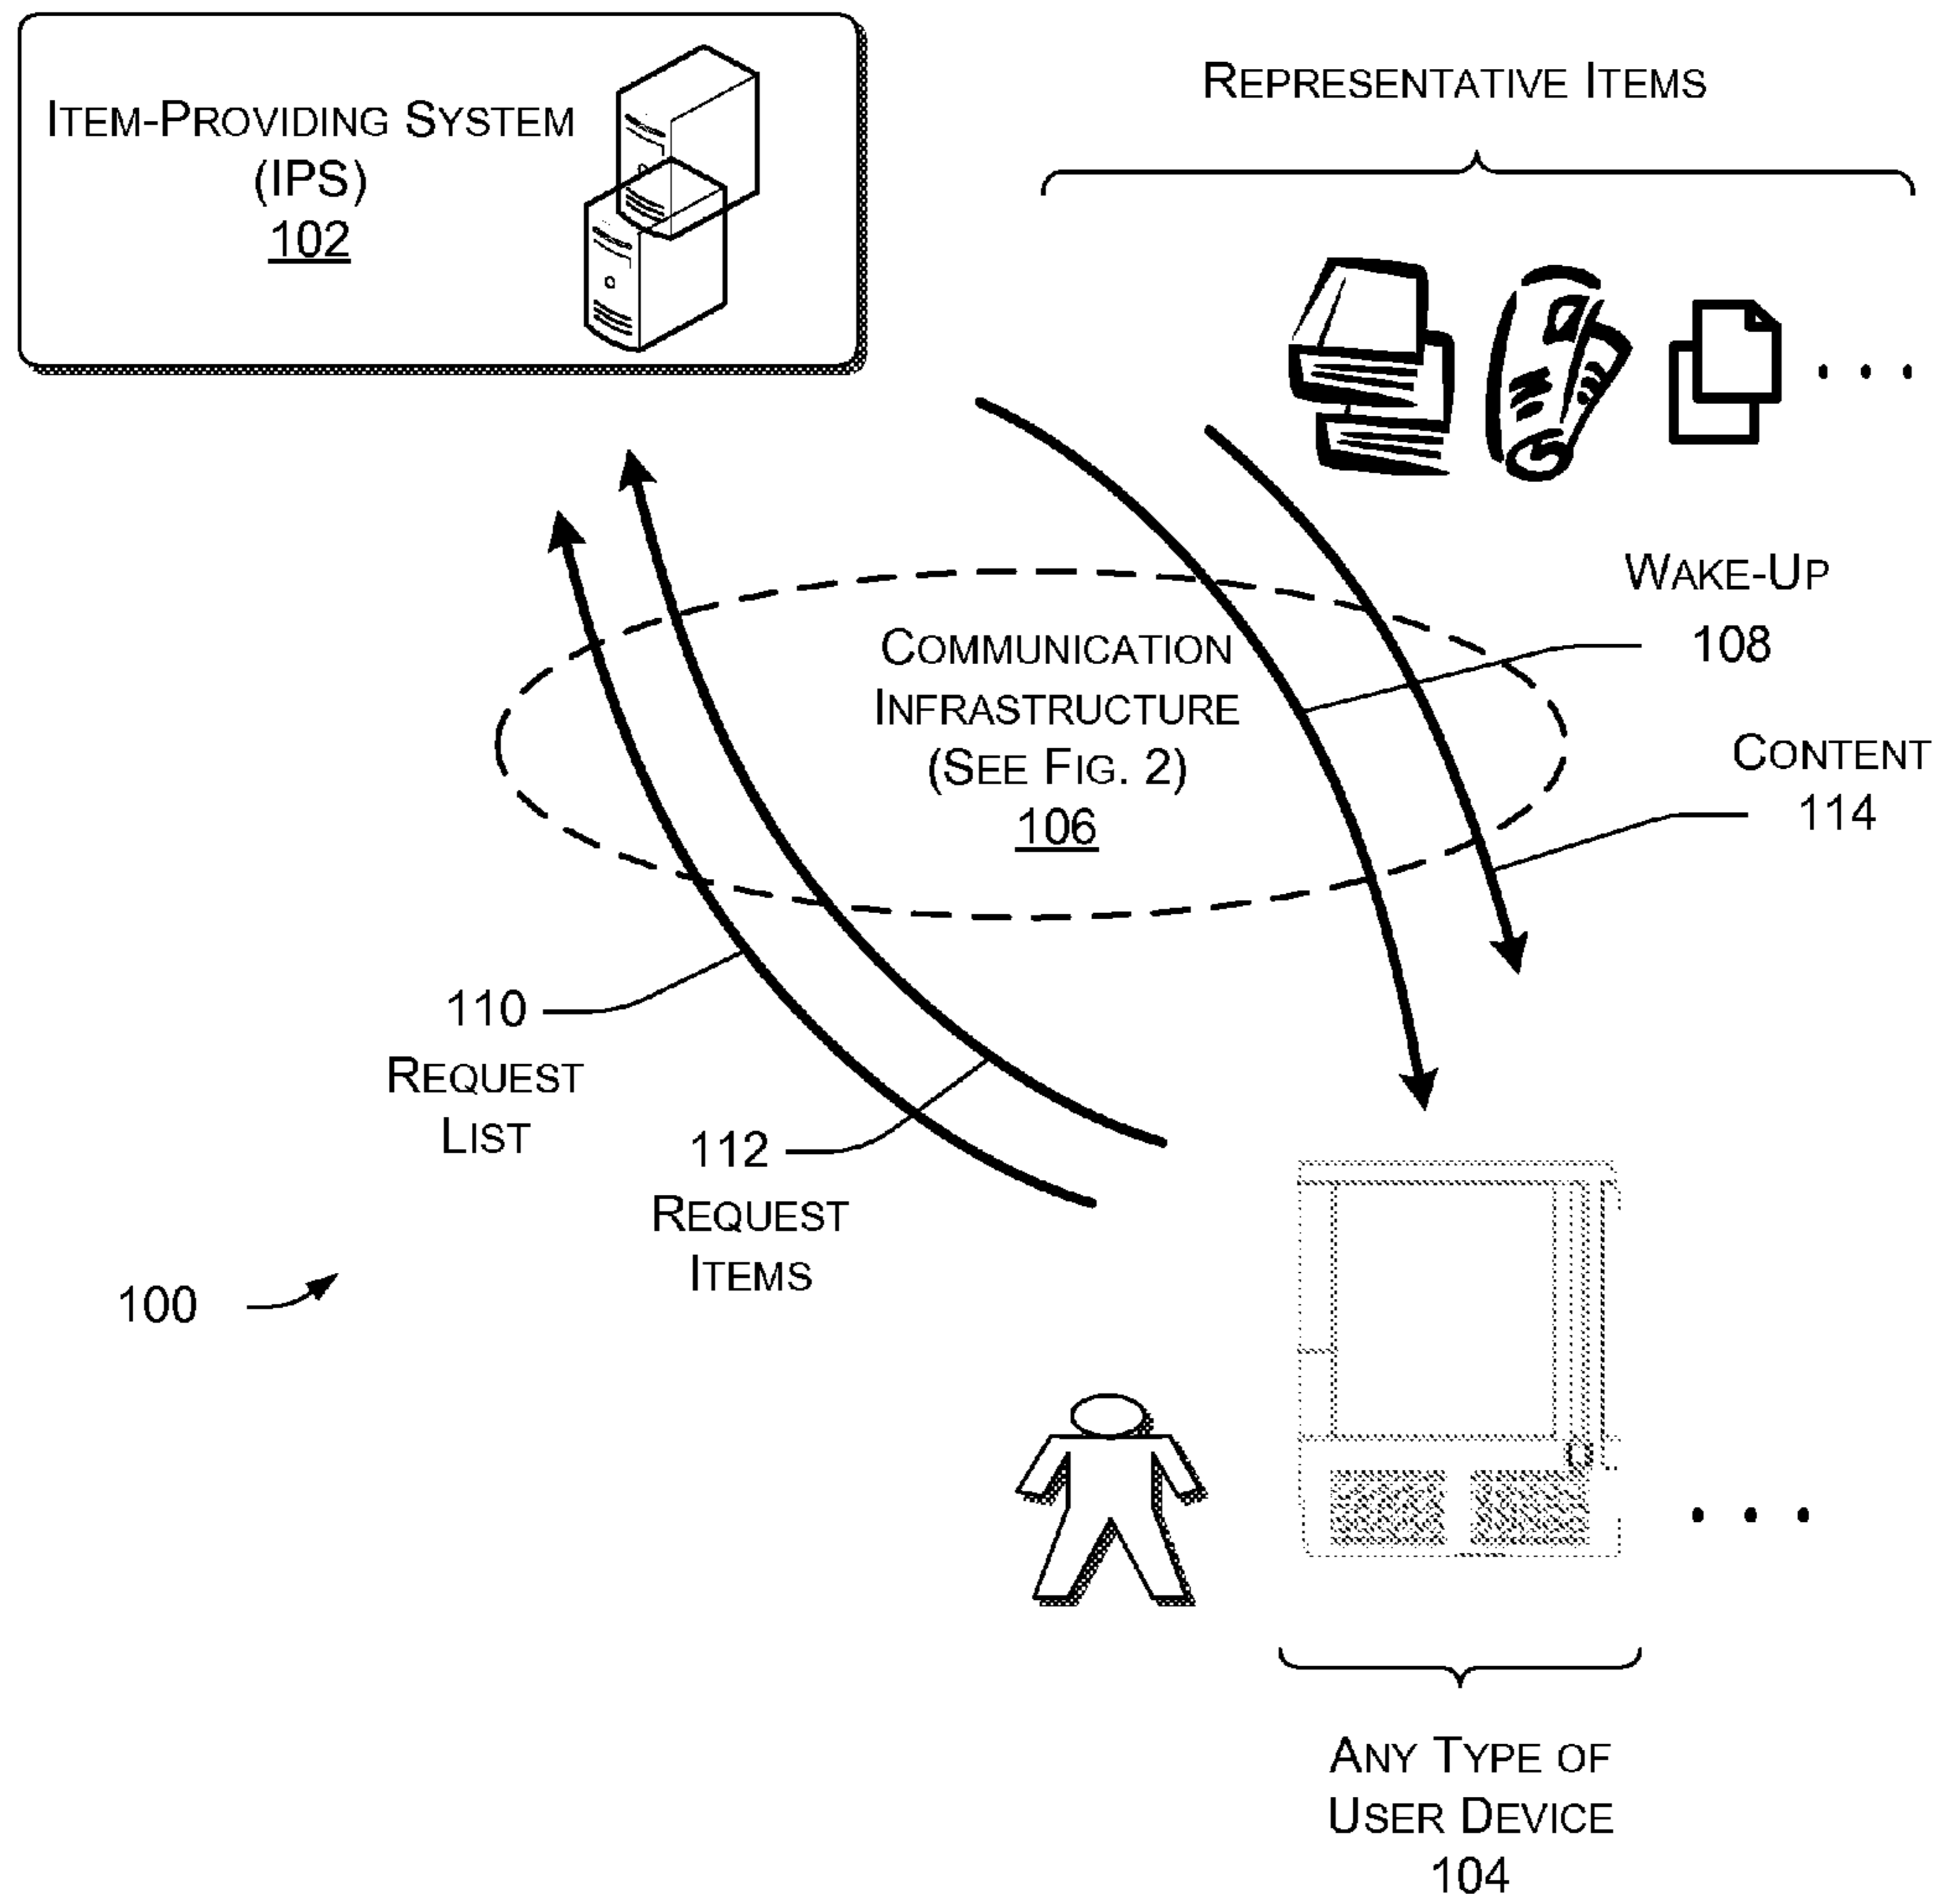 ITEM-PROVIDING SYSTEM
(IPS)
102
REPRESENTATIVE ITEMS
. . .
WAKE-UP
108
COMMUNICATION
INFRASTRUCTURE
(SEE FIG. 2)
106
CONTENT
114
110
REQUEST
LIST
112
REQUEST
ITEMS
100
. . .
ANY TYPE OF
USER DEVICE
104